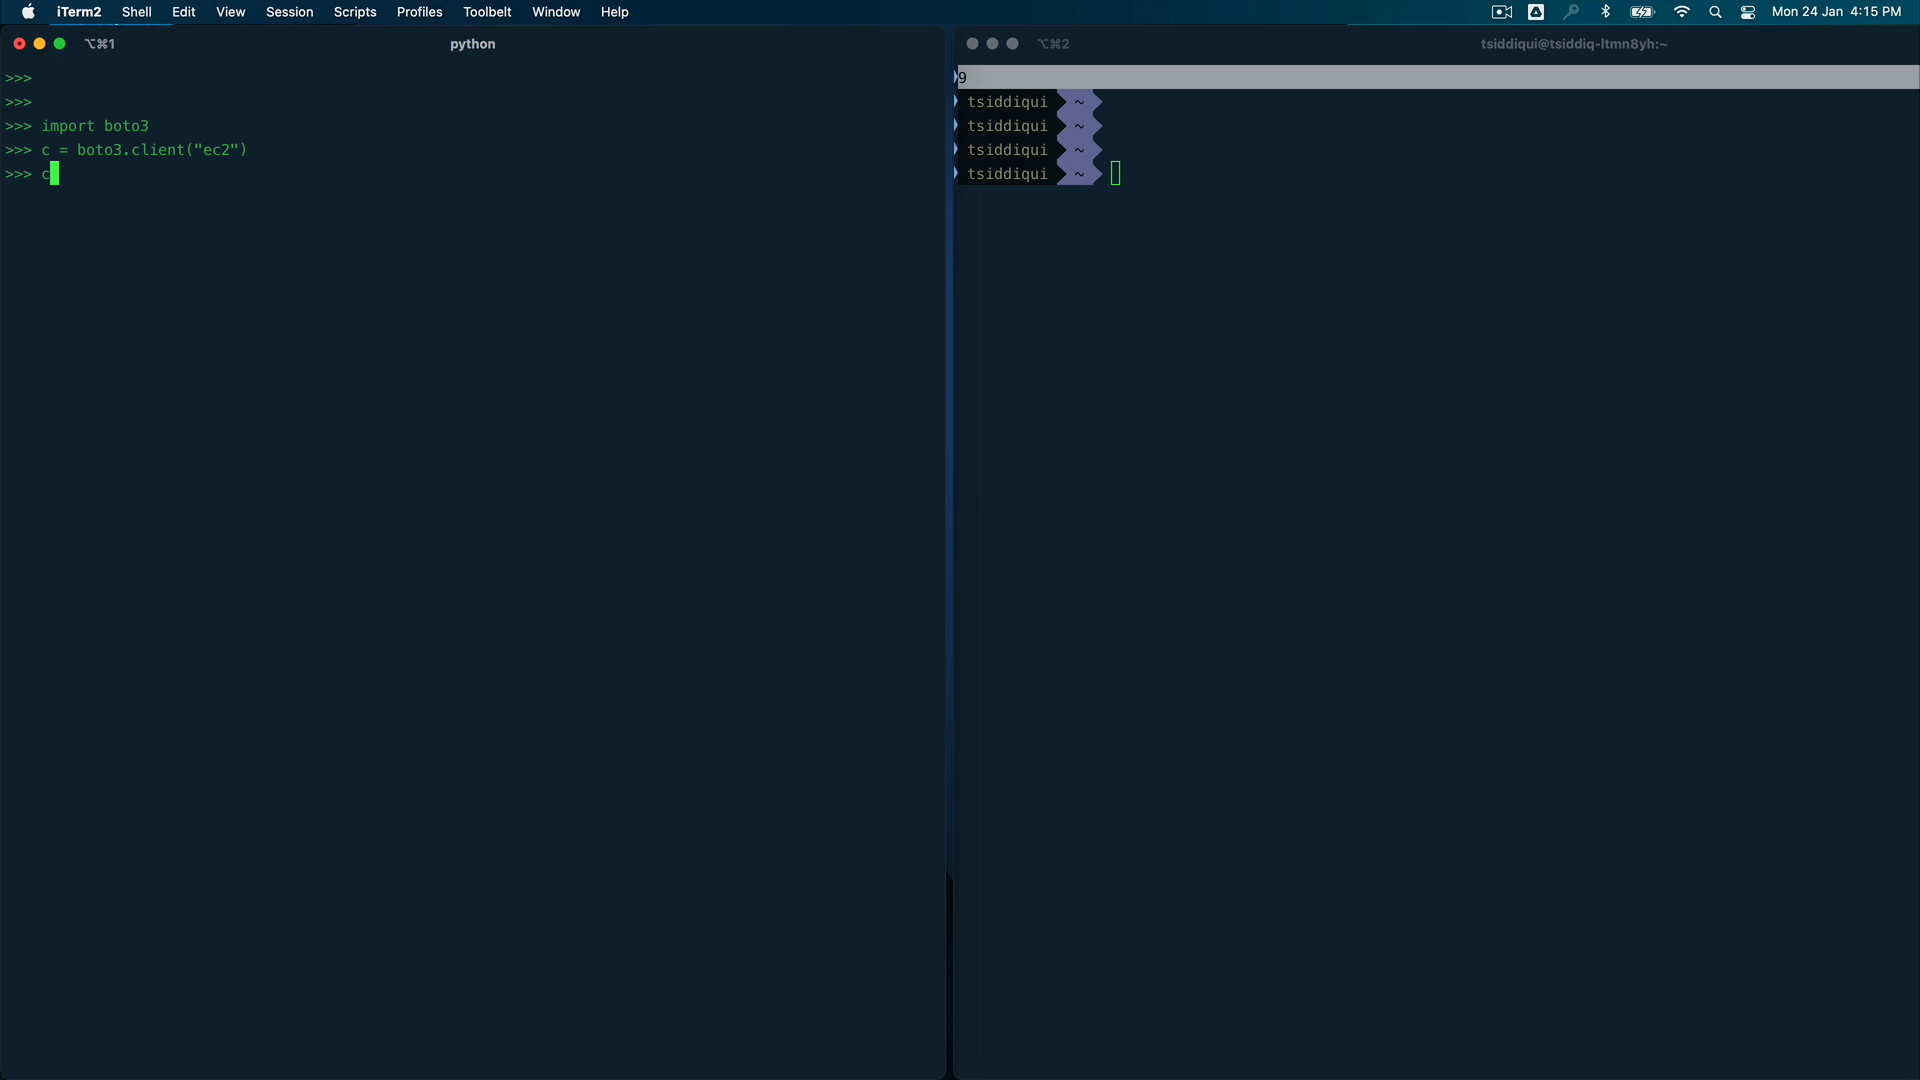 iTerm2 Shell Edit View Session Scripts Profiles Toolbelt Window Help Mon 24 Jan 4:15 PM
⌥⌘1 python
>>>
>>>
>>> import boto3
>>> c = boto3.client("ec2")
>>> c
⌥⌘2 tsiddiqui@tsiddiq-ltmn8yh:~
9
tsiddiqui ~
tsiddiqui ~
tsiddiqui ~
tsiddiqui ~